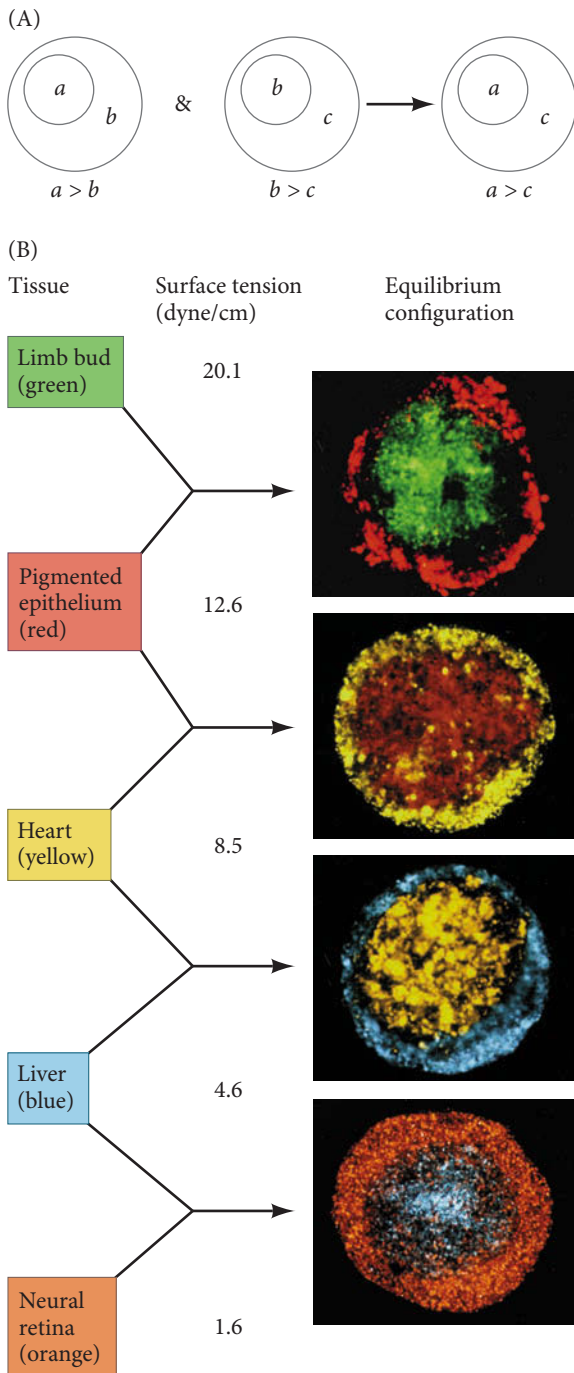 (A)
a
b
&
b
c
a
c
a > b
b > c
a > c
(B)
Tissue
Surface tension
(dyne/cm)
Equilibrium
configuration
Limb bud
(green)
20.1
Pigmented
epithelium
(red)
12.6
Heart
(yellow)
8.5
Liver
(blue)
4.6
Neural
retina
(orange)
1.6